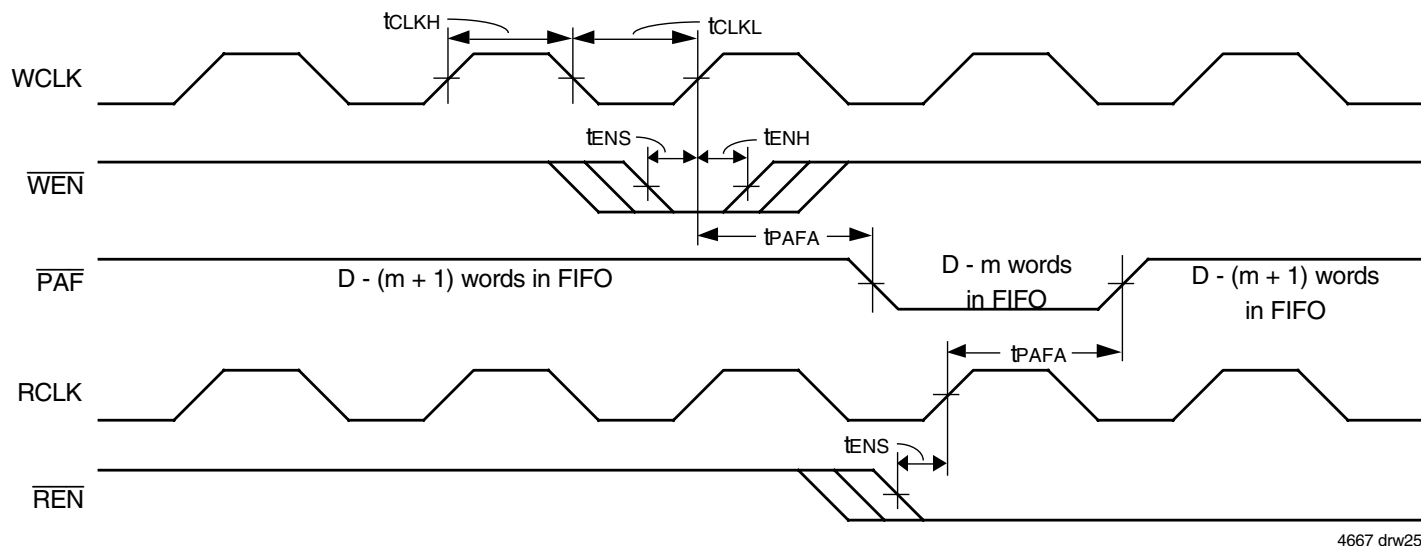 tCLKH
tCLKL
WCLK
tENS
tENH
WEN
tPAFA
PAF
D - (m + 1) words in FIFO
D - m words
in FIFO
D - (m + 1) words
in FIFO
tPAFA
RCLK
tENS
REN
4667 drw25